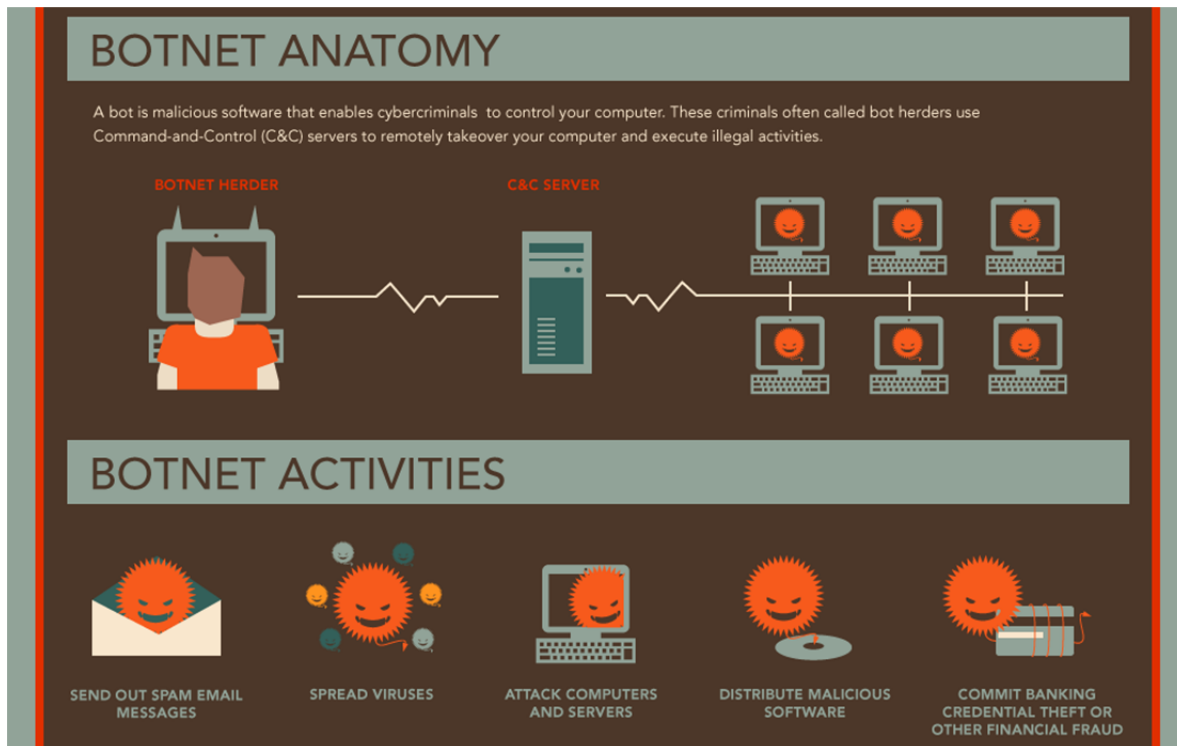 BOTNET ANATOMY
A bot is malicious software that enables cybercriminals to control your computer. These criminals often called bot herders use
Command-and-Control (C&C) servers to remotely takeover your computer and execute illegal activities.
BOTNET HERDER
C&C SERVER
BOTNET ACTIVITIES
SEND OUT SPAM EMAIL
MESSAGES
SPREAD VIRUSES
ATTACK COMPUTERS
AND SERVERS
DISTRIBUTE MALICIOUS
SOFTWARE
COMMIT BANKING
CREDENTIAL THEFT OR
OTHER FINANCIAL FRAUD